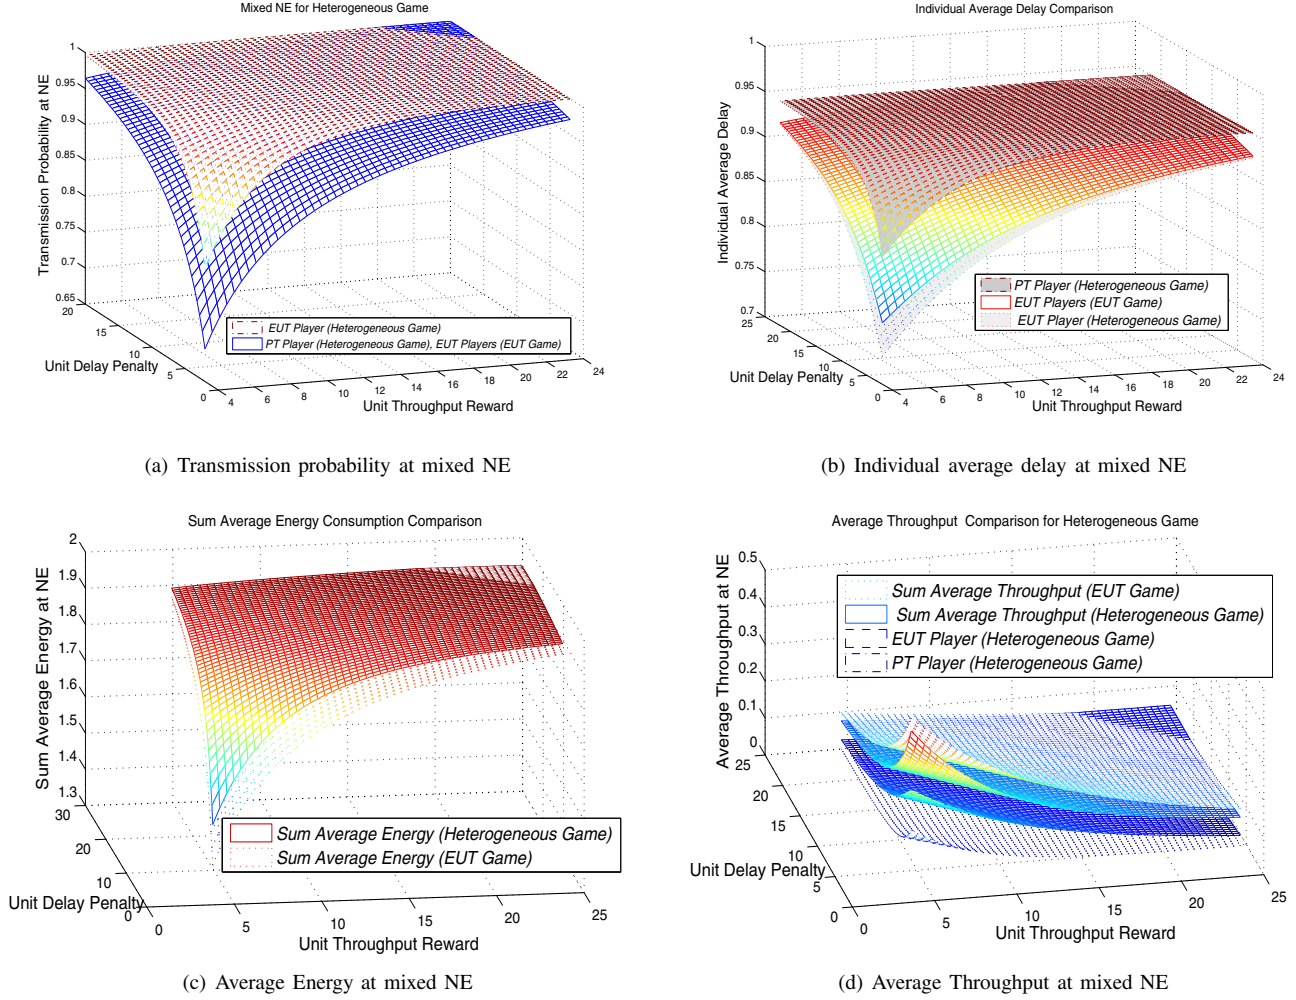 Mixed NE for Heterogeneous Game
Transmission Probability at NE
1
0.95
0.9
0.85
0.8
0.75
0.7
0.65
20
15
10
5
0
Unit Delay Penalty
4
6
8
10
12
14
16
18
20
22
24
Unit Throughput Reward
EUT Player (Heterogeneous Game)
PT Player (Heterogeneous Game), EUT Players (EUT Game)
(a) Transmission probability at mixed NE
Individual Average Delay Comparison
Individual Average Delay
1
0.95
0.9
0.85
0.8
0.75
0.7
25
20
15
10
5
0
Unit Delay Penalty
4
6
8
10
12
14
16
18
20
22
24
Unit Throughput Reward
PT Player (Heterogeneous Game)
EUT Players (EUT Game)
EUT Player (Heterogeneous Game)
(b) Individual average delay at mixed NE
Sum Average Energy Consumption Comparison
Sum Average Energy at NE
2
1.9
1.8
1.7
1.6
1.5
1.4
1.3
30
20
10
0
Unit Delay Penalty
0
5
10
15
20
25
Unit Throughput Reward
Sum Average Energy (Heterogeneous Game)
Sum Average Energy (EUT Game)
(c) Average Energy at mixed NE
Average Throughput Comparison for Heterogeneous Game
Average Throughput at NE
0.5
0.4
0.3
0.2
0.1
0
25
20
15
10
5
0
Unit Delay Penalty
0
5
10
15
20
25
Unit Throughput Reward
Sum Average Throughput (EUT Game)
Sum Average Throughput (Heterogeneous Game)
EUT Player (Heterogeneous Game)
PT Player (Heterogeneous Game)
(d) Average Throughput at mixed NE